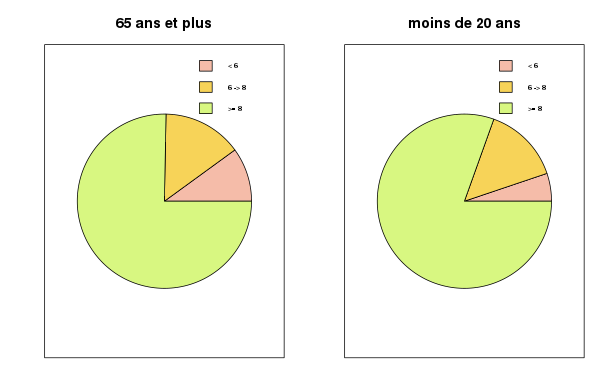 65 ans et plus
< 6
6 -> 8
>= 8
moins de 20 ans
< 6
6 -> 8
>= 8